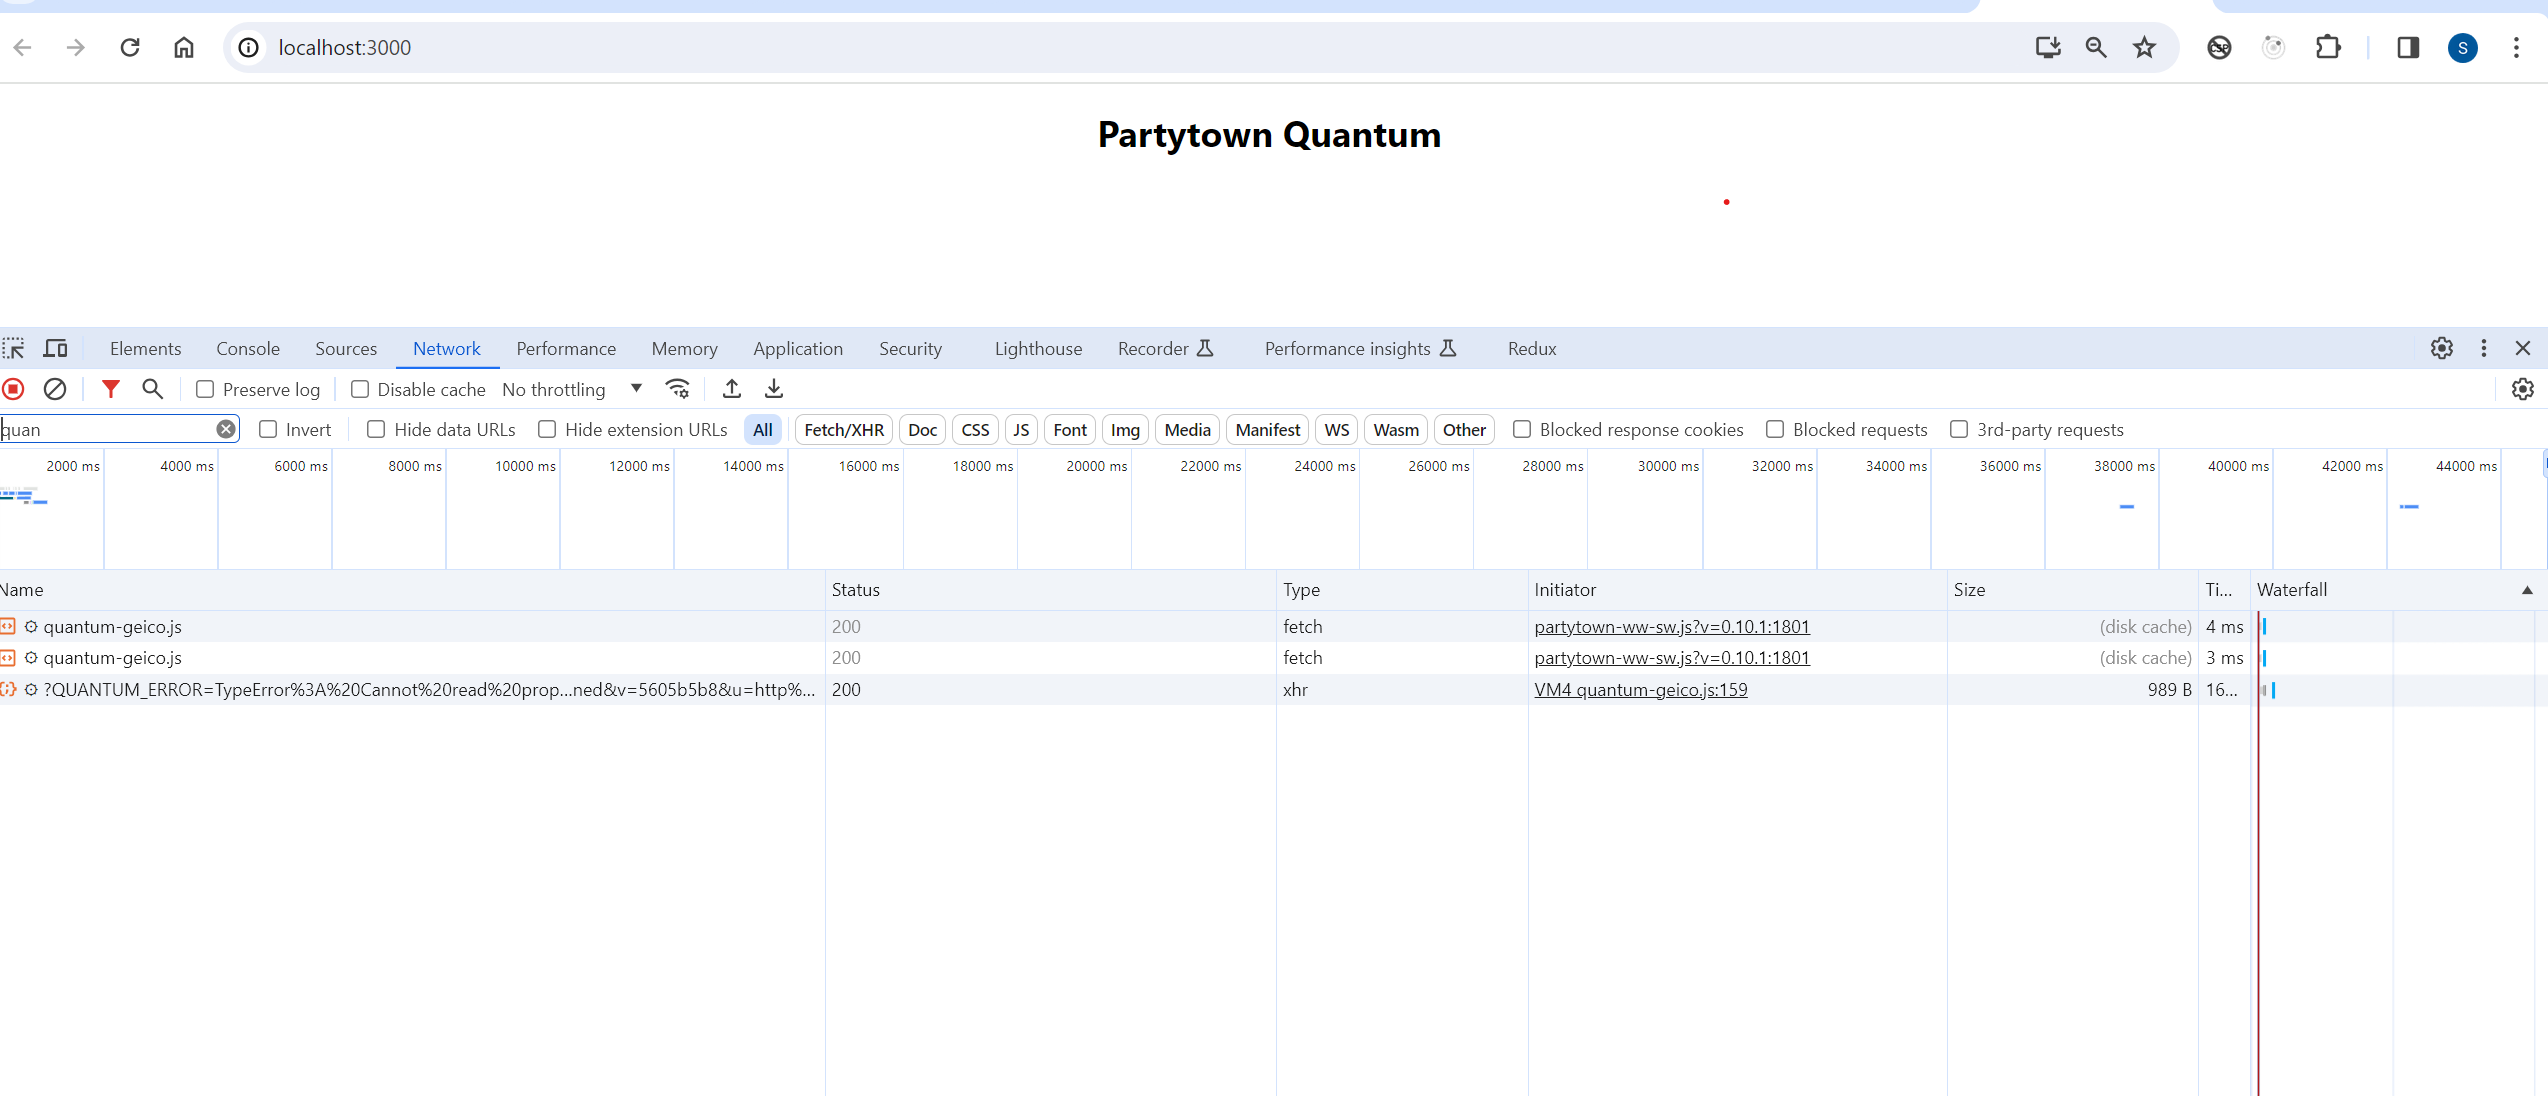 localhost:3000
CSP
S
Partytown Quantum
Elements Console Sources Network Performance Memory Application Security Lighthouse Recorder Performance insights Redux
Preserve log Disable cache No throttling
quan Invert Hide data URLs Hide extension URLs All Fetch/XHR Doc CSS JS Font Img Media Manifest WS Wasm Other Blocked response cookies Blocked requests 3rd-party requests
2000 ms 4000 ms 6000 ms 8000 ms 10000 ms 12000 ms 14000 ms 16000 ms 18000 ms 20000 ms 22000 ms 24000 ms 26000 ms 28000 ms 30000 ms 32000 ms 34000 ms 36000 ms 38000 ms 40000 ms 42000 ms 44000 ms
Name Status Type Initiator Size Ti... Waterfall
quantum-geico.js 200 fetch partytown-ww-sw.js?v=0.10.1:1801 (disk cache) 4 ms
quantum-geico.js 200 fetch partytown-ww-sw.js?v=0.10.1:1801 (disk cache) 3 ms
?QUANTUM_ERROR=TypeError%3A%20Cannot%20read%20prop...ned&v=5605b5b8&u=http%... 200 xhr VM4 quantum-geico.js:159 989 B 16...